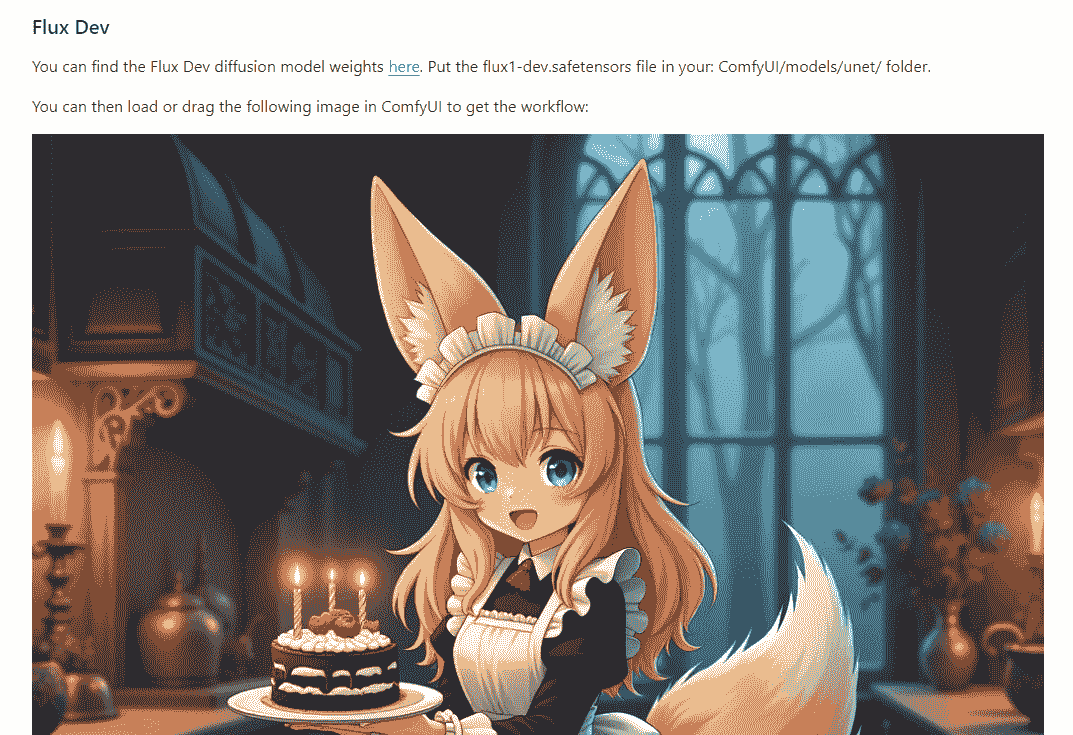 Flux Dev
You can find the Flux Dev diffusion model weights here. Put the flux1-dev.safetensors file in your: ComfyUI/models/unet/ folder.
You can then load or drag the following image in ComfyUI to get the workflow: